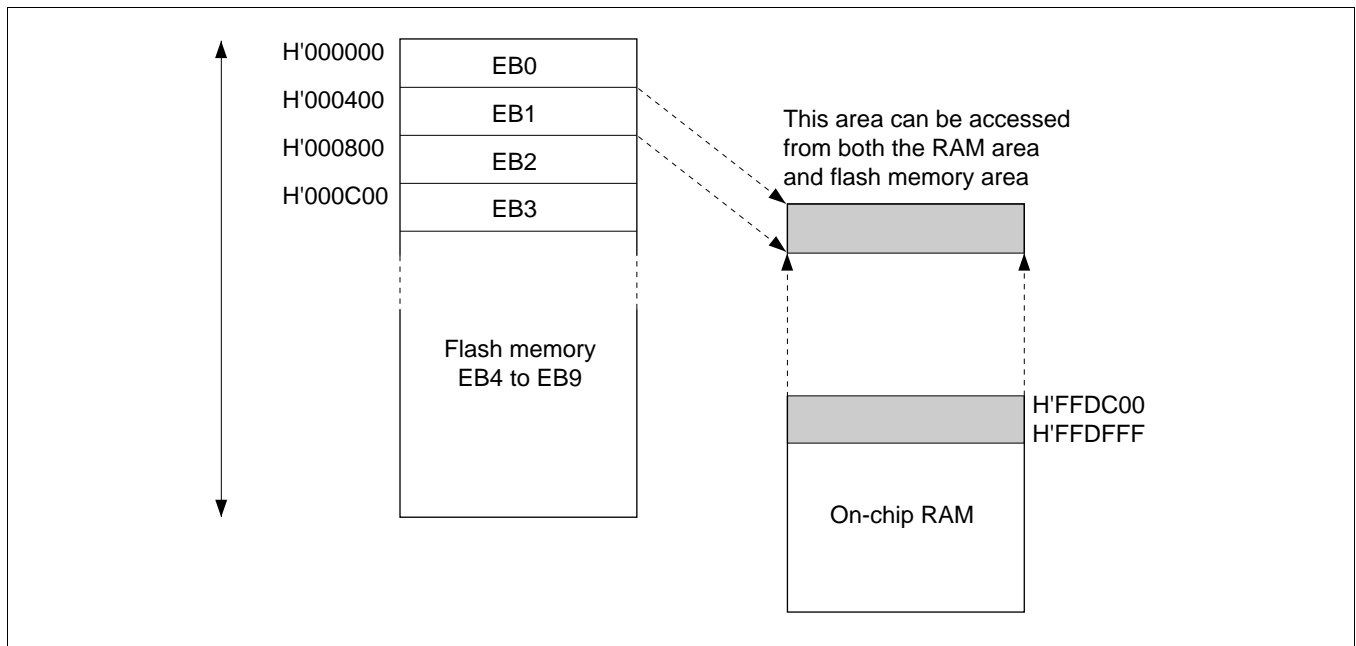 H'000000
EB0
H'000400
EB1
H'000800
EB2
H'000C00
EB3
Flash memory
EB4 to EB9
This area can be accessed
from both the RAM area
and flash memory area
H'FFDC00
H'FFDFFF
On-chip RAM